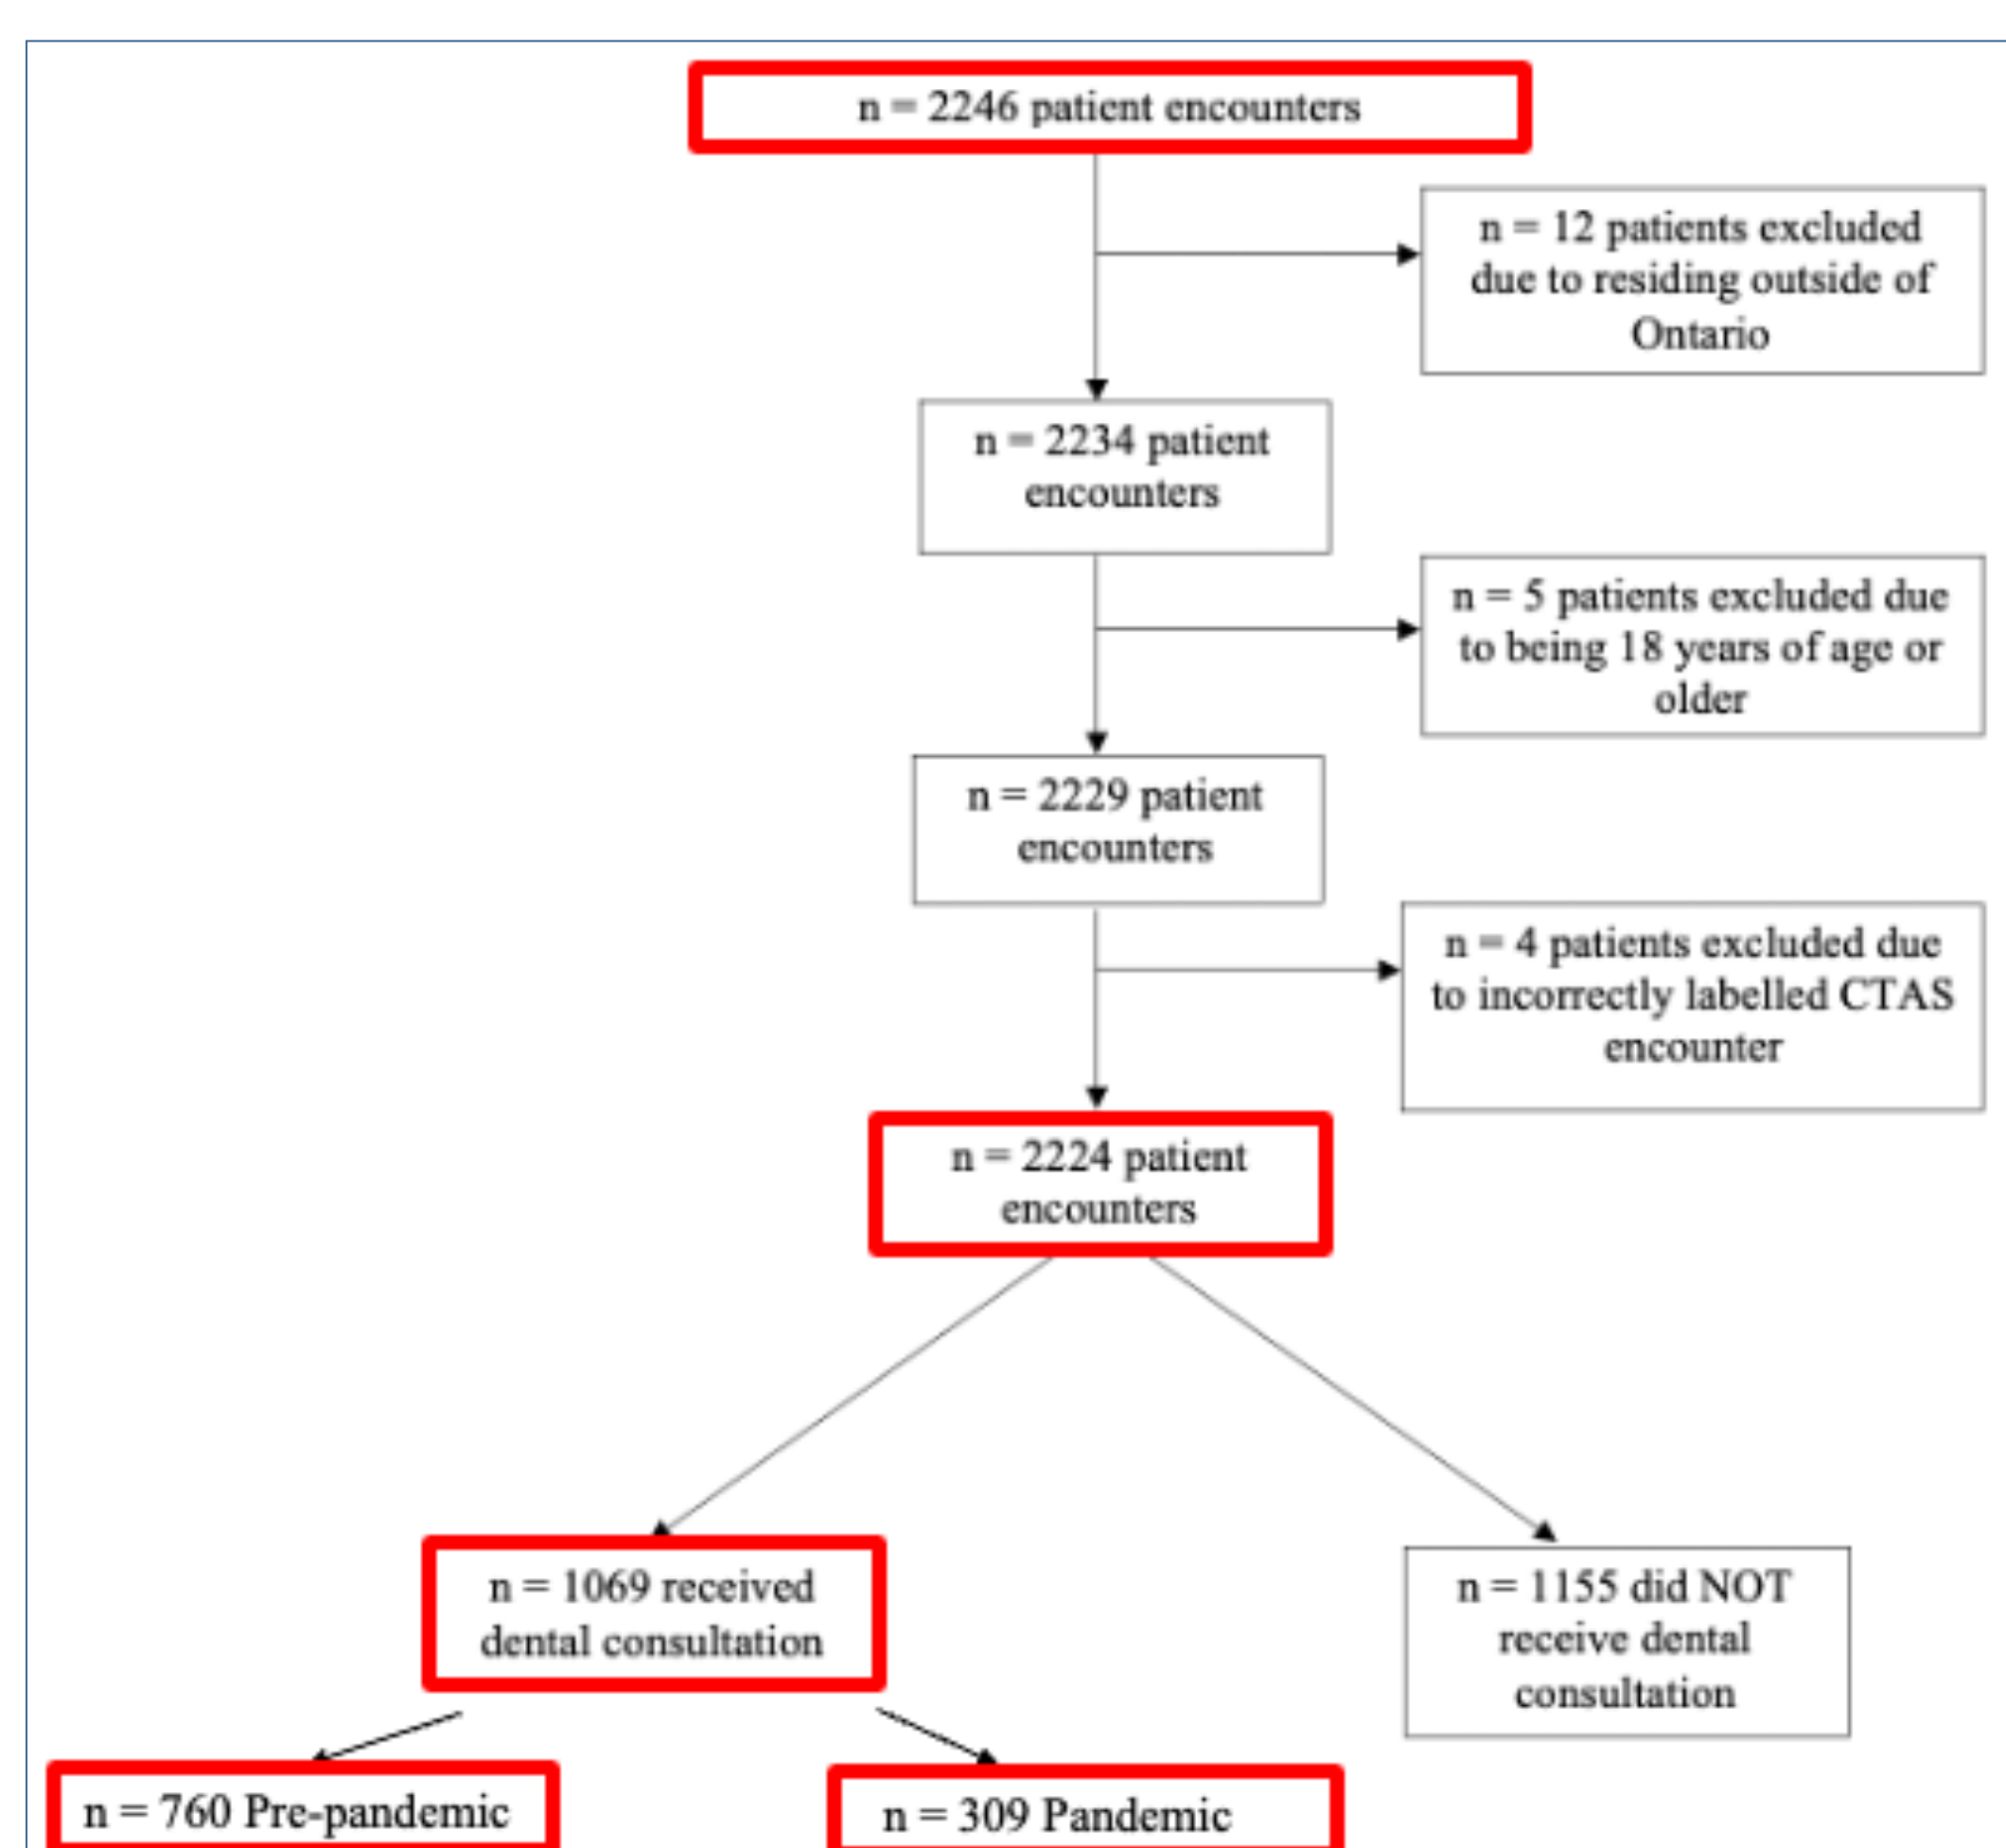 n = 2246 patient encounters
n = 12 patients excluded
due to residing outside of
Ontario
n = 2234 patient
encounters
n = 5 patients excluded due
to being 18 years of age or
older
n = 2229 patient
encounters
n = 4 patients excluded due
to incorrectly labelled CTAS
encounter
n = 2224 patient
encounters
n = 1069 received
dental consultation
n = 1155 did NOT
receive dental
consultation
n = 760 Pre-pandemic
n = 309 Pandemic